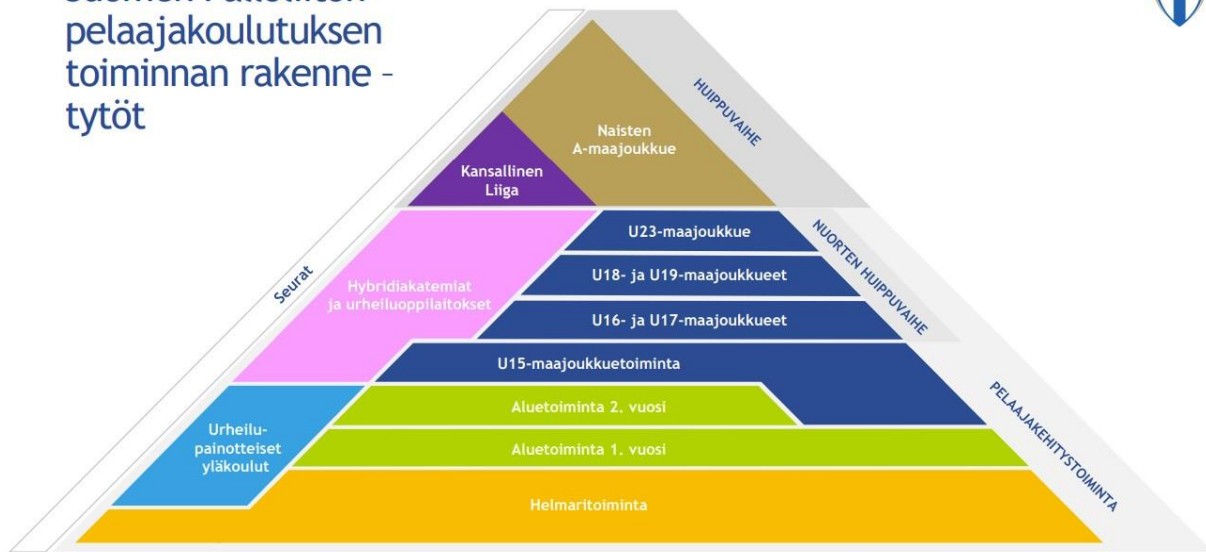 pelaajakoulutuksen
toiminnan rakenne -
tytöt
HUIPPUVAIHE
Naisten
A-maajoukkue
Kansallinen
Liiga
Seurat
U23-maajoukkue
NUORTEN HUIPPUVAIHE
Hybridiakatemiat
ja urheiluoppilaitokset
U18- ja U19-maajoukkueet
U16- ja U17-maajoukkueet
U15-maajoukkuetoiminta
PELAAJAKEHITYSTOIMINTA
Aluetoiminta 2. vuosi
Urheilu-
painotteiset
yläkoulut
Aluetoiminta 1. vuosi
Helmaritoiminta